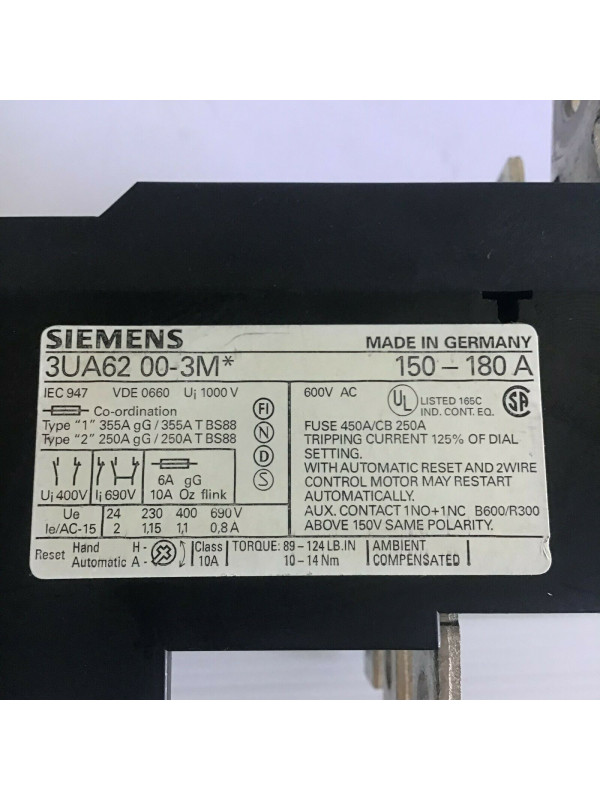 SIEMENS
MADE IN GERMANY
3UA62 00-3M*
150 – 180 A
IEC 947 VDE 0660 Ui 1000 V
Co-ordination
Type "1" 355A gG / 355A T BS88
Type "2" 250A gG / 250A T BS88
FI
N
D
S
Ui 400V
Ii 690V
6A gG
10A Oz flink
Ue 24 230 400 690 V
Ie/AC-15 2 1,15 1,1 0,8 A
600V AC
UL
LISTED 165C
IND. CONT. EQ.
SA
FUSE 450A/CB 250A
TRIPPING CURRENT 125% OF DIAL
SETTING.
WITH AUTOMATIC RESET AND 2WIRE
CONTROL MOTOR MAY RESTART
AUTOMATICALLY.
AUX. CONTACT 1NO+1NC B600/R300
ABOVE 150V SAME POLARITY.
Reset Hand H-
Automatic A-
Class
10A
TORQUE: 89 – 124 LB.IN
10 – 14 Nm
AMBIENT
COMPENSATED